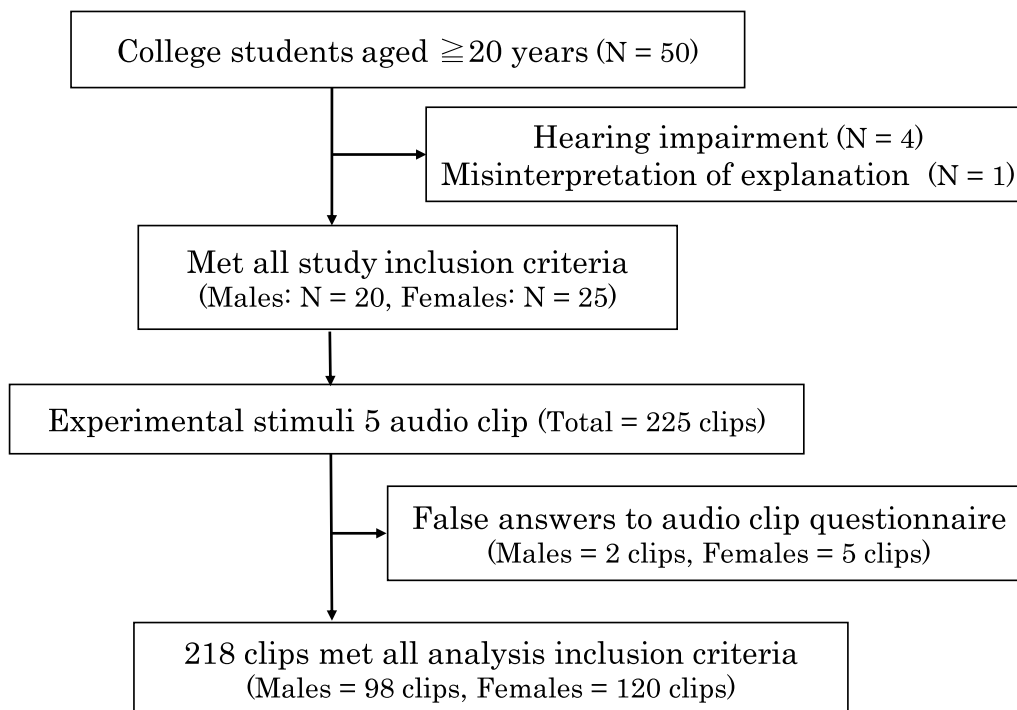 College students aged ≧20 years (N = 50)
Hearing impairment (N = 4)
Misinterpretation of explanation (N = 1)
Met all study inclusion criteria
(Males: N = 20, Females: N = 25)
Experimental stimuli 5 audio clip (Total = 225 clips)
False answers to audio clip questionnaire
(Males = 2 clips, Females = 5 clips)
218 clips met all analysis inclusion criteria
(Males = 98 clips, Females = 120 clips)